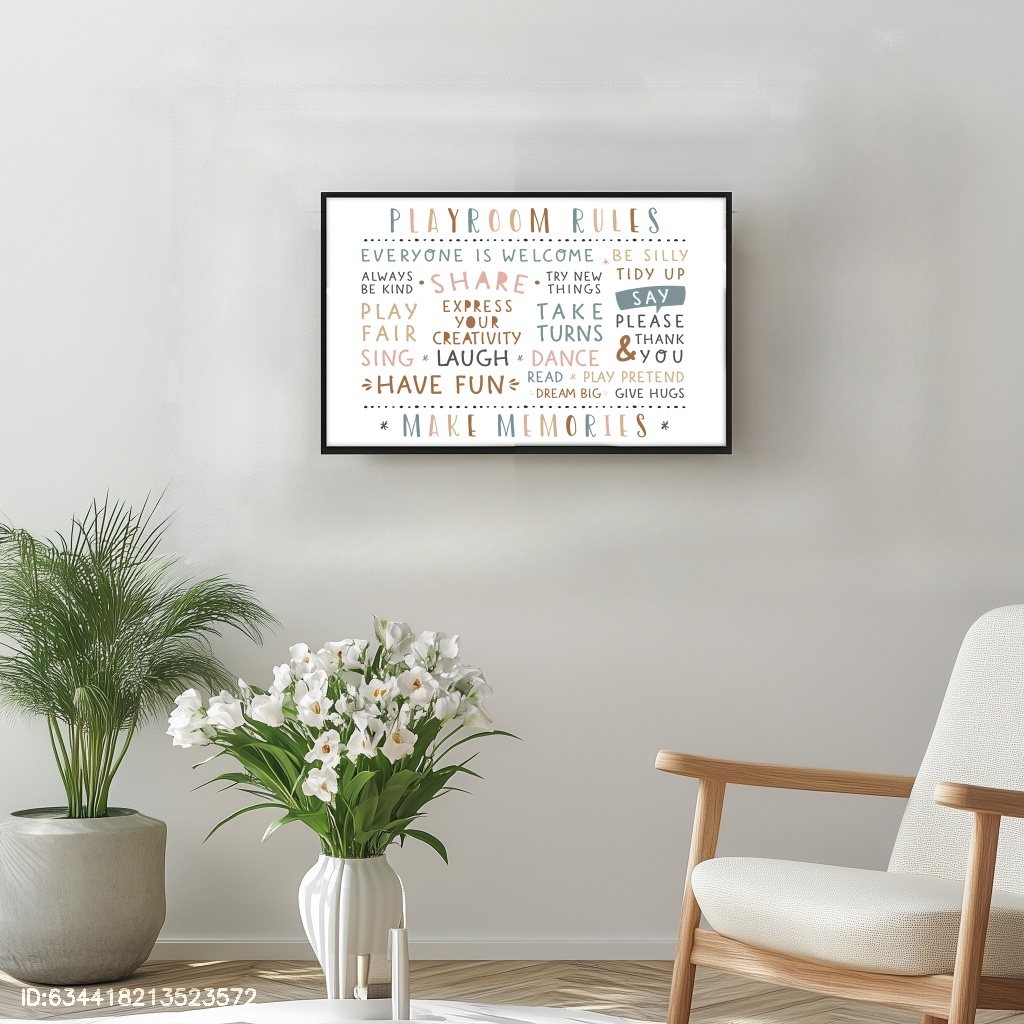 PLAYROOM RULES
EVERYONE IS WELCOME
BE SILLY
TIDY UP
ALWAYS
BE KIND
SHARE
TRY NEW
THINGS
SAY
PLEASE
& THANK
YOU
PLAY
FAIR
EXPRESS
YOUR
CREATIVITY
TAKE
TURNS
SING * LAUGH * DANCE
HAVE FUN
READ * PLAY PRETEND
DREAM BIG
GIVE HUGS
* MAKE MEMORIES *
ID:634418213523572